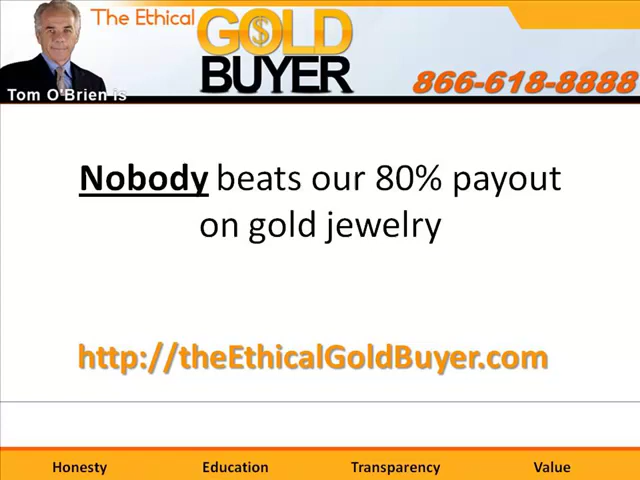 The Ethical
GOLD
BUYER
866-618-8888
Tom O'Brien is
Nobody beats our 80% payout
on gold jewelry
http://theEthicalGoldBuyer.com
Honesty Education Transparency Value